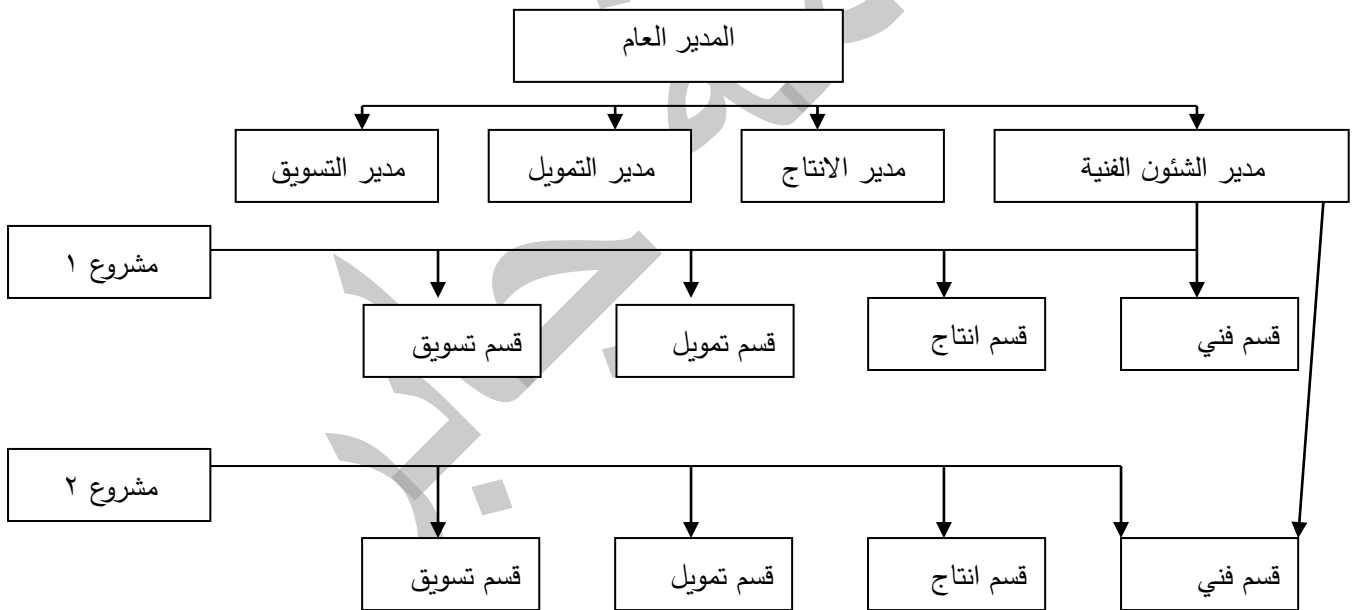 المدير العام
مدير الشئون الفنية
مدير الانتاج
مدير التمويل
مدير التسويق
مشروع ١
قسم فني
قسم انتاج
قسم تمويل
قسم تسويق
مشروع ٢
قسم فني
قسم انتاج
قسم تمويل
قسم تسويق